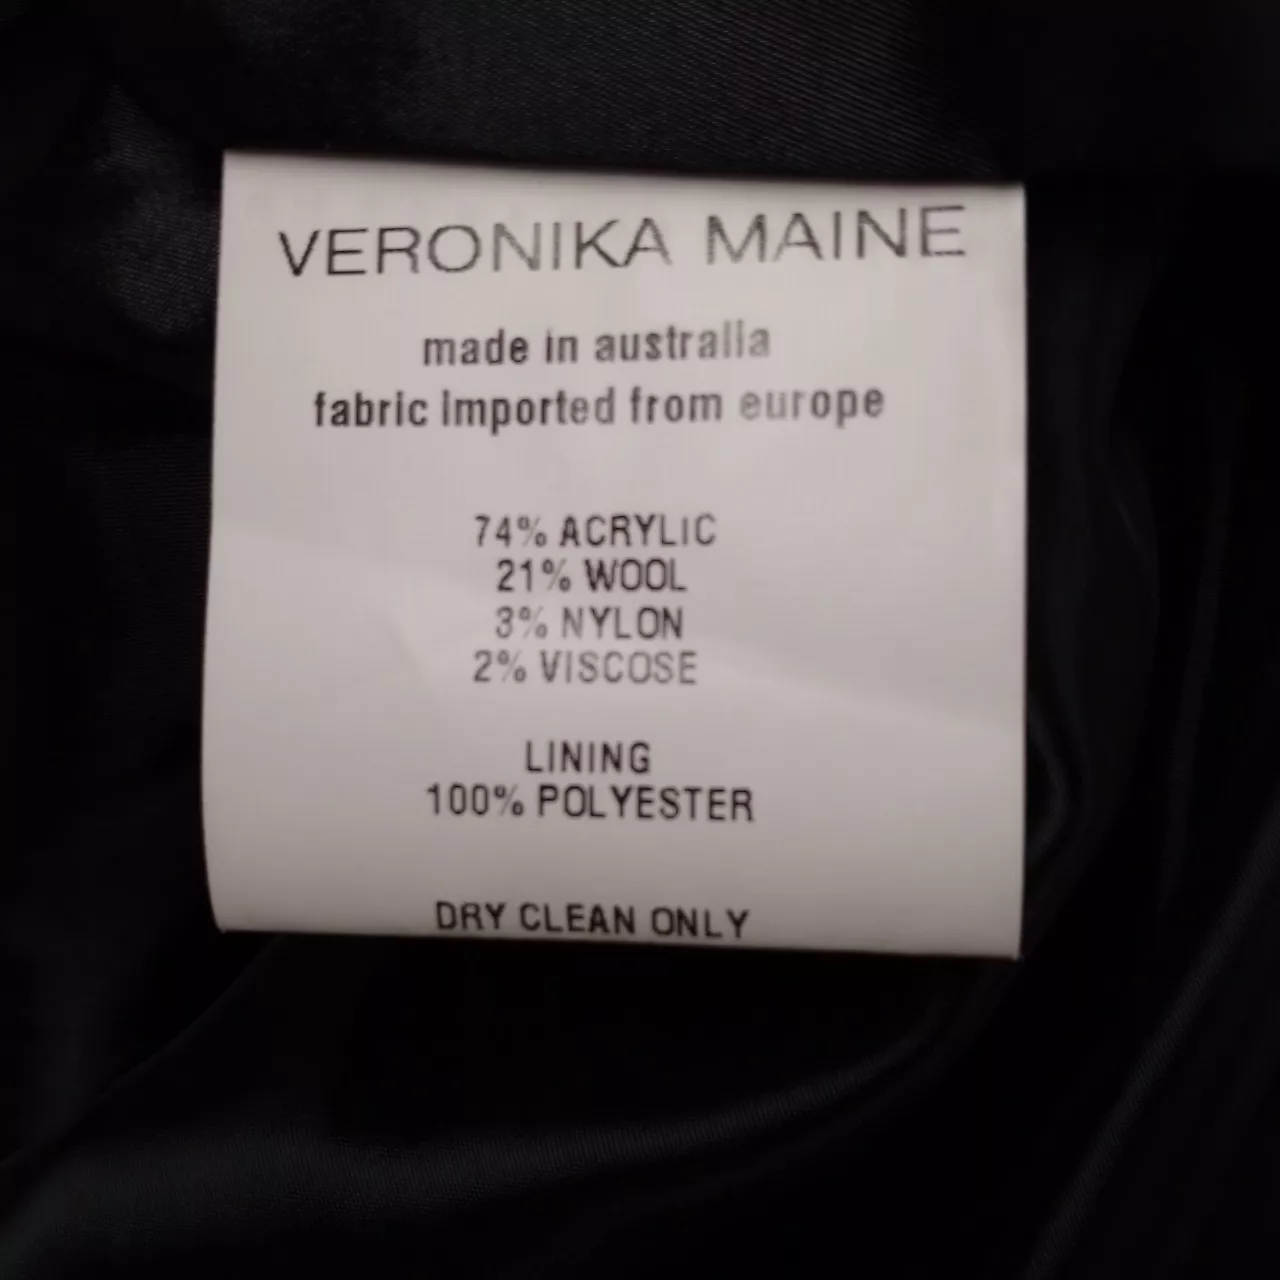 VERONIKA MAINE
made in australia
fabric imported from europe
74% ACRYLIC
21% WOOL
3% NYLON
2% VISCOSE
LINING
100% POLYESTER
DRY CLEAN ONLY